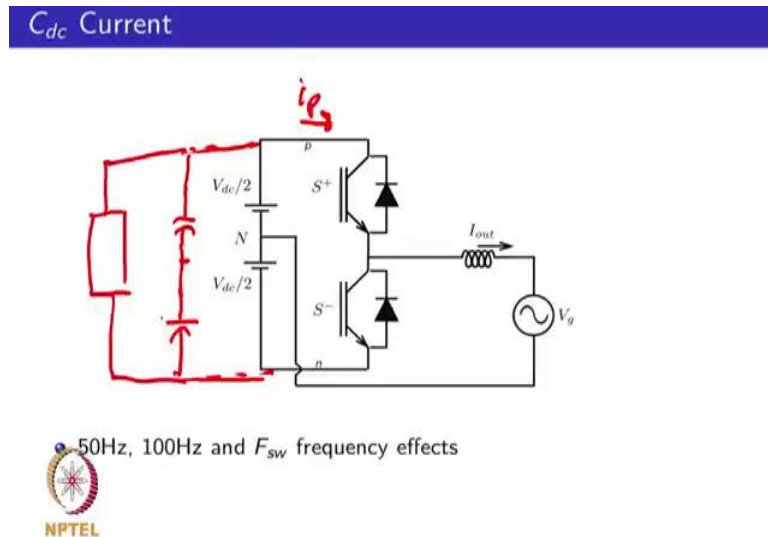 C_dc Current
i_p
p
V_dc/2
S+
N
I_out
V_dc/2
S−
V_g
n
50Hz, 100Hz and F_sw frequency effects
NPTEL